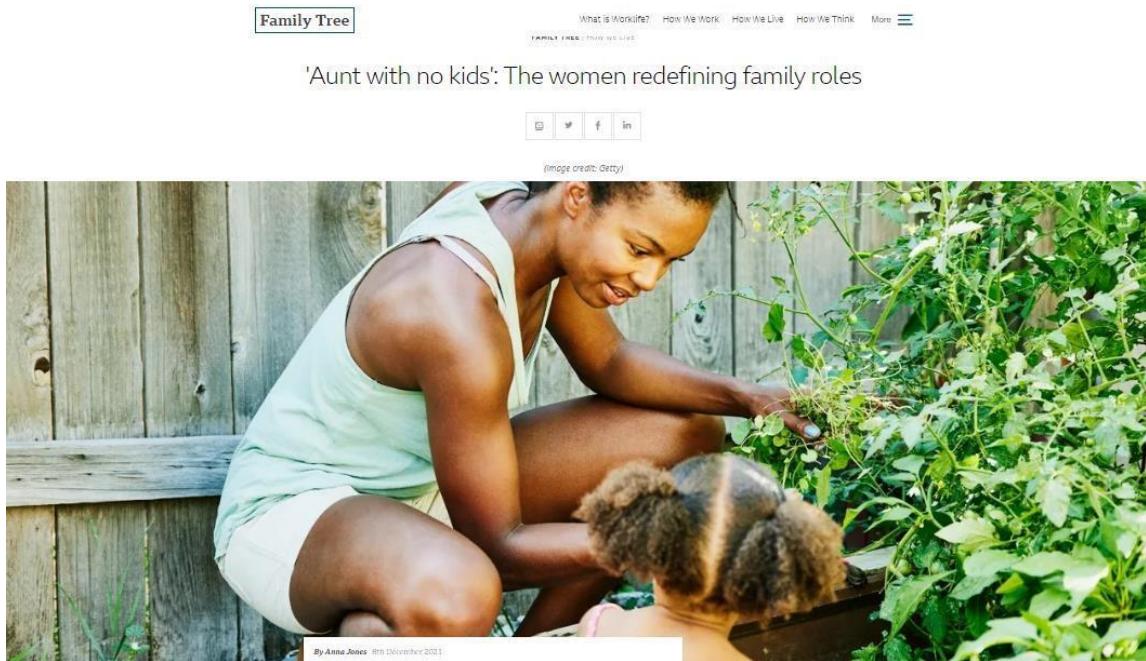 Family Tree
What is Worklife? How We Work How We Live How We Think More
FAMILY TREE | HOW WE LIVE
'Aunt with no kids': The women redefining family roles
(Image credit: Getty)
By Anna Jones 8th December 2021